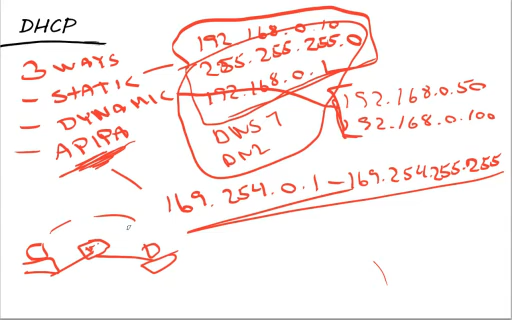 DHCP
3 WAYS
- STATIC
- DYNAMIC
- APIPA
192.168.0.10
255.255.255.0
192.168.0.1
DNS 1
DN2
192.168.0.50
192.168.0.100
169.254.0.1-169.254.255.255